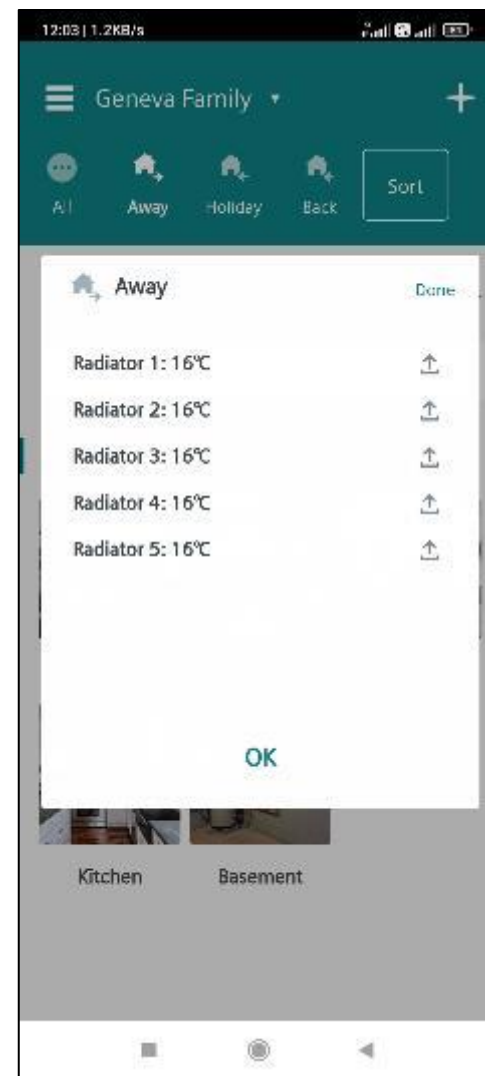 12:03 | 1.2KB/s
Geneva Family
All Away Holiday Back Sort
Away Done
Radiator 1: 16℃
Radiator 2: 16℃
Radiator 3: 16℃
Radiator 4: 16℃
Radiator 5: 16℃
OK
Kitchen Basement